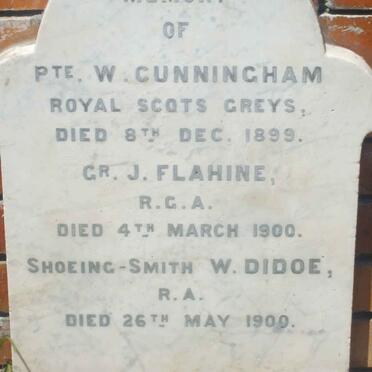 MEMORY
OF
PTE. W. CUNNINGHAM
ROYAL SCOTS GREYS,
DIED 8TH DEC. 1899.
GR. J. FLAHINE,
R.G.A.
DIED 4TH MARCH 1900.
SHOEING-SMITH W. DIDOE,
R.A.
DIED 26TH MAY 1900.